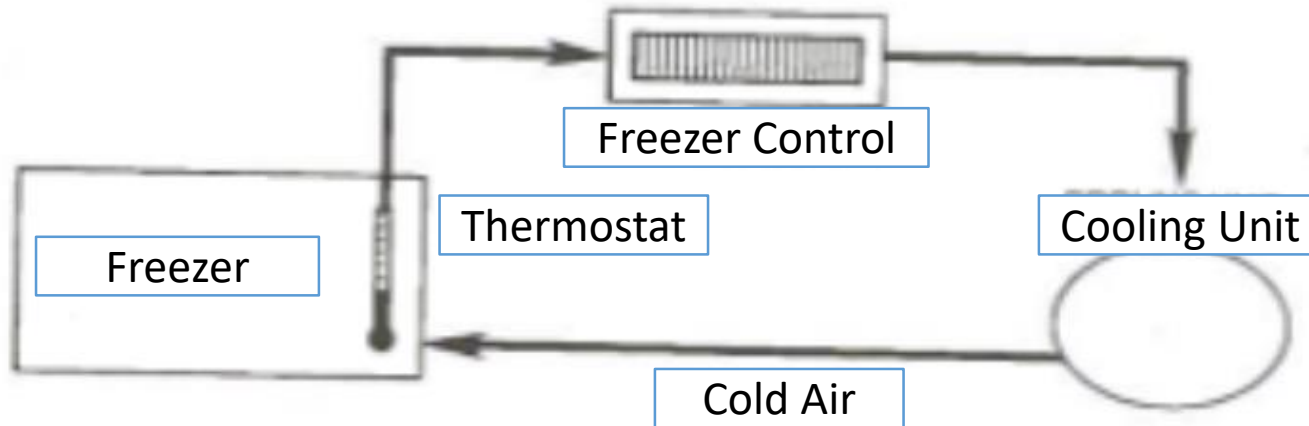 Freezer Control
Thermostat
Cooling Unit
Freezer
Cold Air